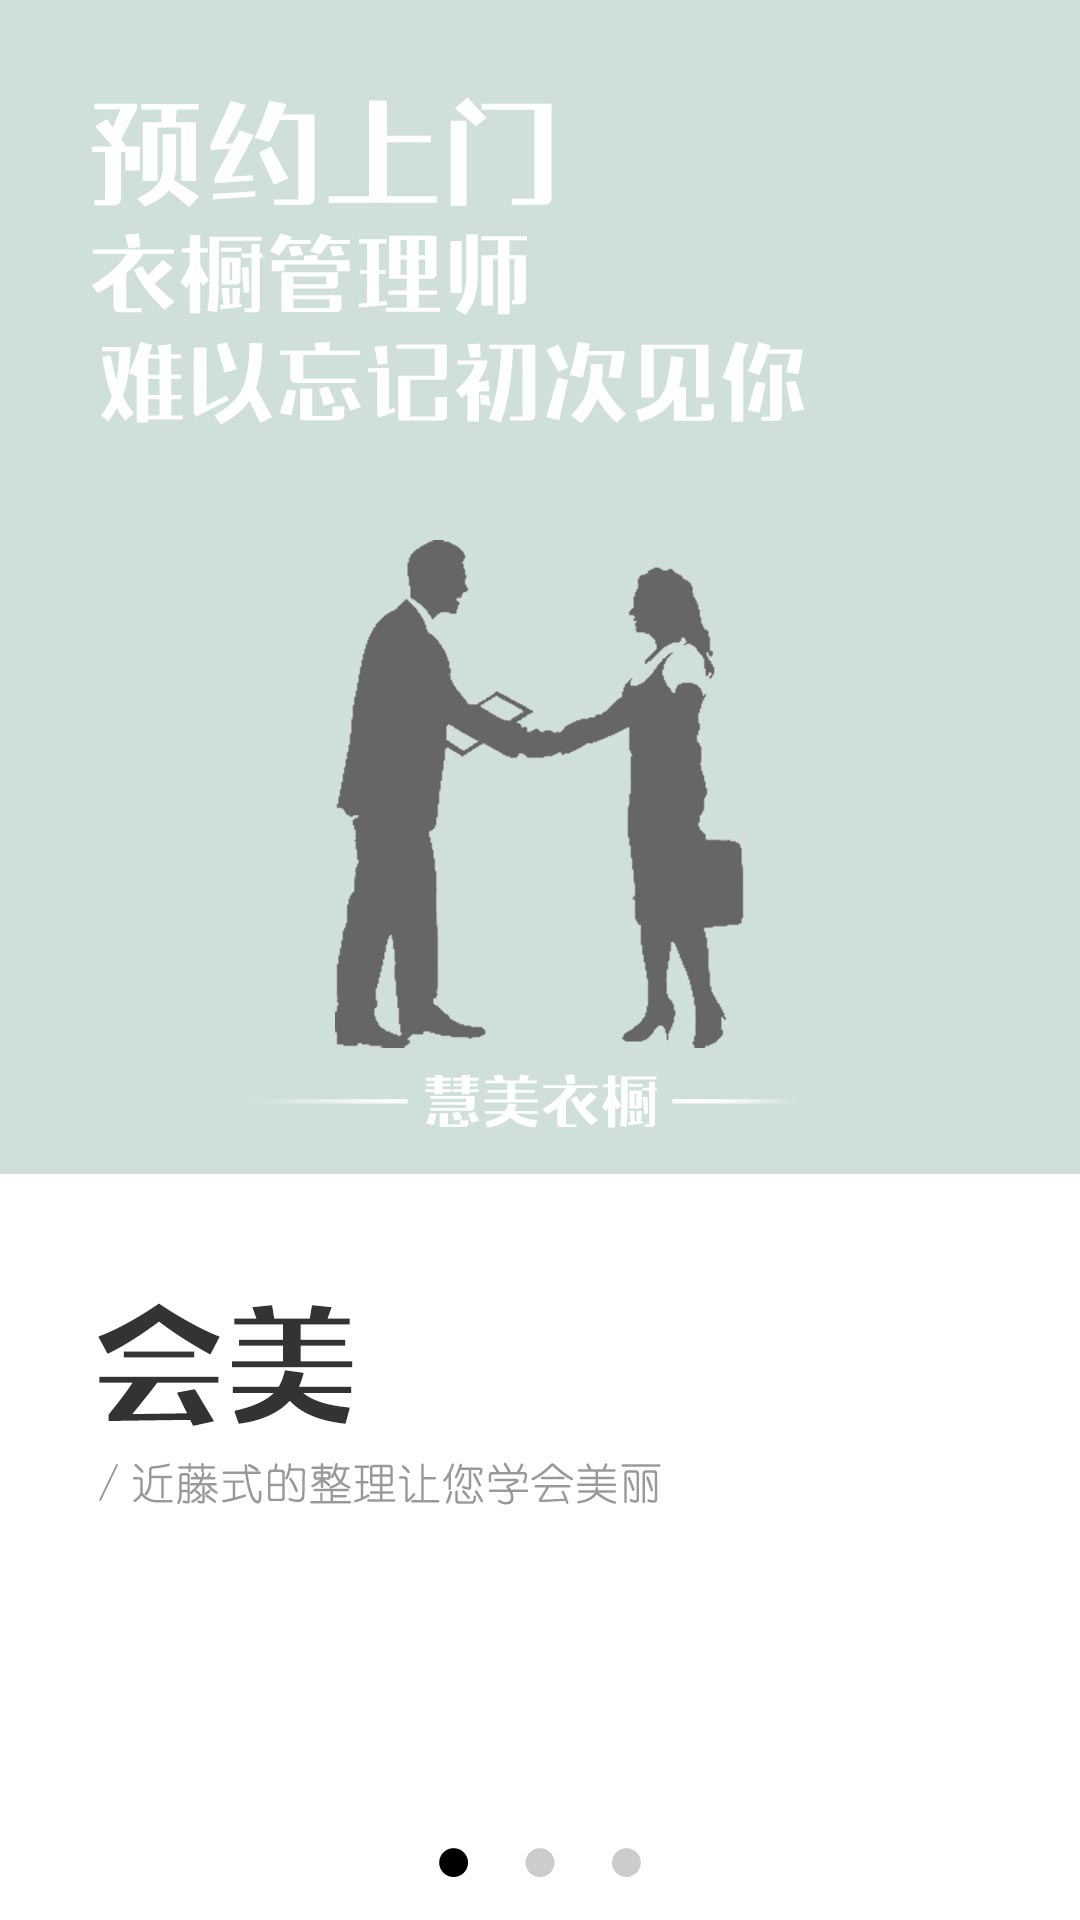 预约上门
衣橱管理师
难以忘记初次见你
慧美衣橱
会美
/ 近藤式的整理让您学会美丽